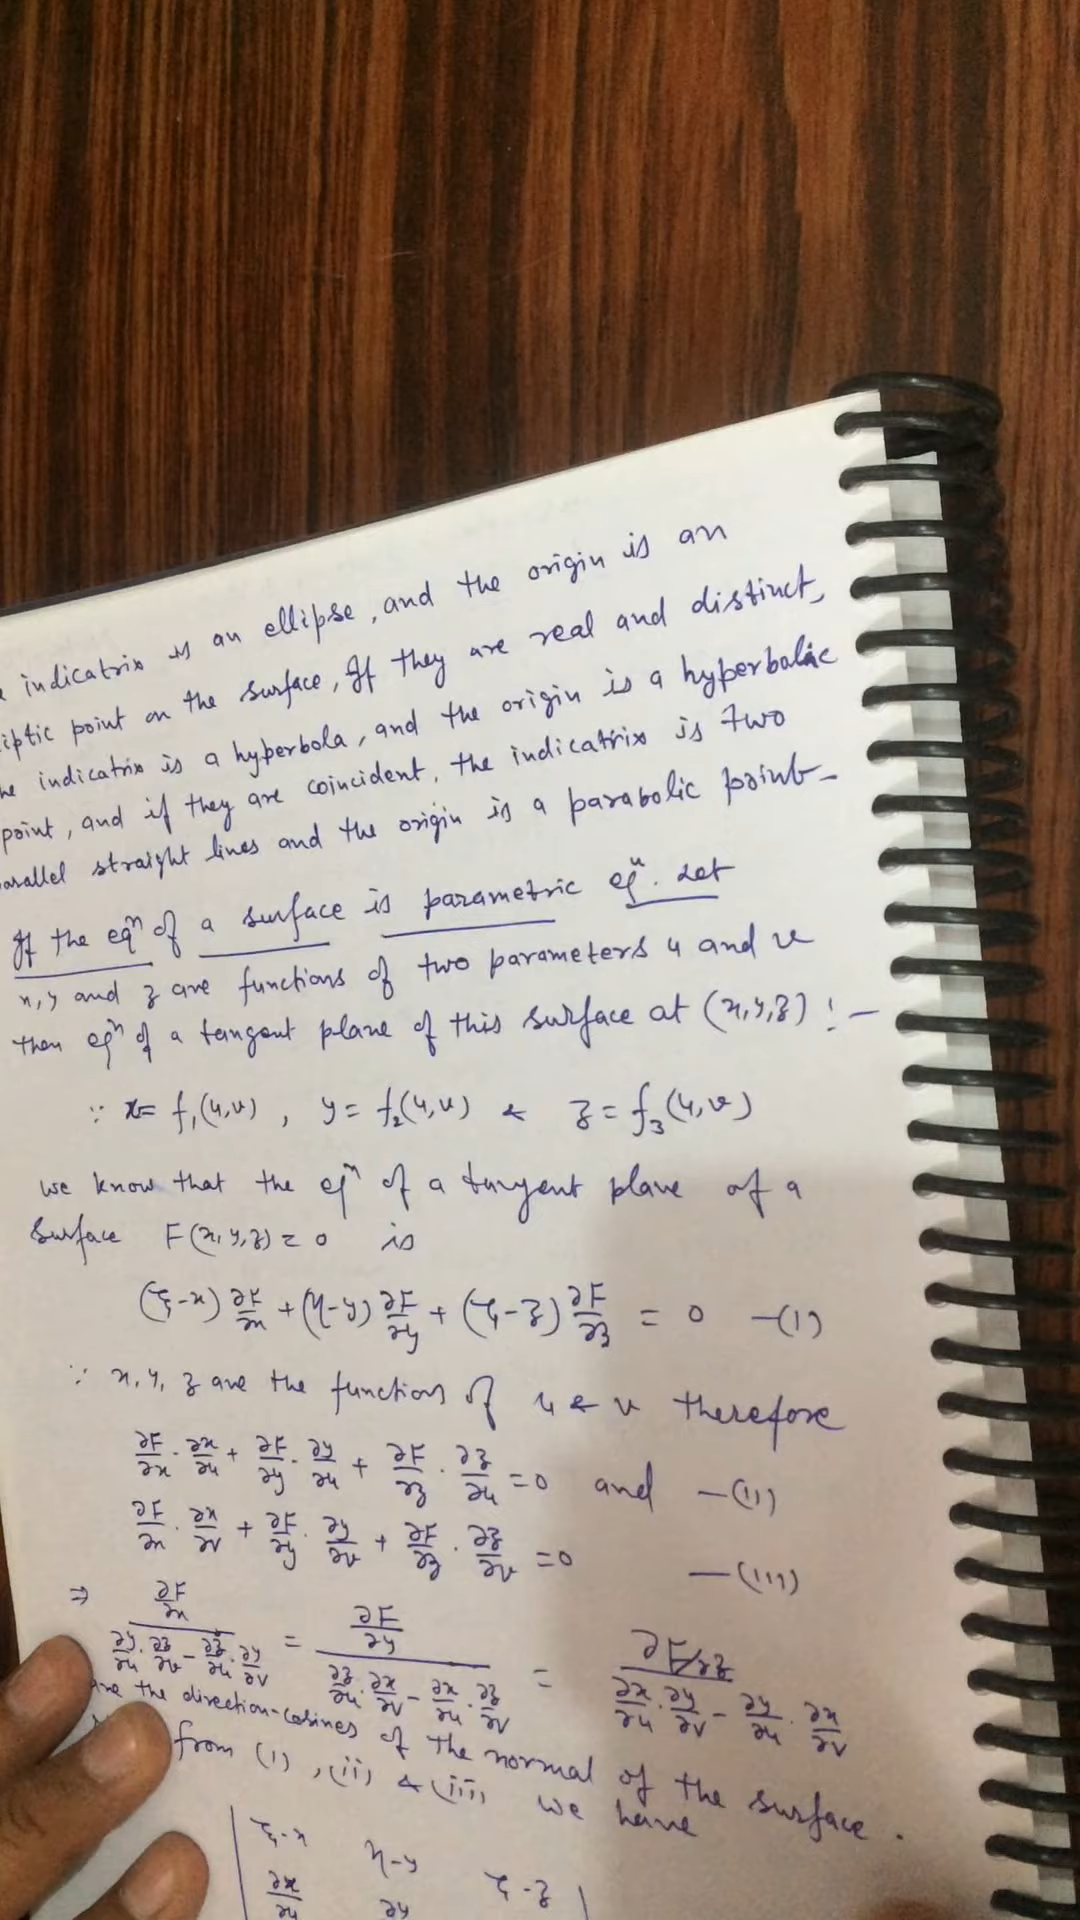 indicatrix is an ellipse, and the origin is an
iptic point on the surface, If they are real and distinct,
he indicatrix is a hyperbola, and the origin is a hyperbolic
point, and if they are coincident, the indicatrix is two
arallel straight lines and the origin is a parabolic point-
If the eqⁿ of a surface is parametric eqⁿ. Let
x, y and z are functions of two parameters u and v
then eqⁿ of a tangent plane of this surface at (x,y,z) :-
∵ x= f₁(u,v) , y = f₂(u,v) & z = f₃(u,v)
we know that the eqⁿ of a tangent plane of a
surface F(x,y,z) = 0 is
(ξ-x) ∂F/∂x + (η-y) ∂F/∂y + (ζ-z) ∂F/∂z = 0 —(i)
∵ x, y, z are the function of u & v therefore
∂F/∂x · ∂x/∂u + ∂F/∂y · ∂y/∂u + ∂F/∂z · ∂z/∂u = 0 and —(ii)
∂F/∂x · ∂x/∂v + ∂F/∂y · ∂y/∂v + ∂F/∂z · ∂z/∂v = 0 —(iii)
⇒ (∂F/∂x)/(∂y/∂u · ∂z/∂v − ∂z/∂u · ∂y/∂v) = (∂F/∂y)/(∂z/∂u · ∂x/∂v − ∂x/∂u · ∂z/∂v) = (∂F/∂z)/(∂x/∂u · ∂y/∂v − ∂y/∂u · ∂x/∂v)
are the direction-cosines of the normal of the surface.
from (i), (ii) & (iii) we have
| ξ-x η-y ζ-z |
∂x/∂u ∂y